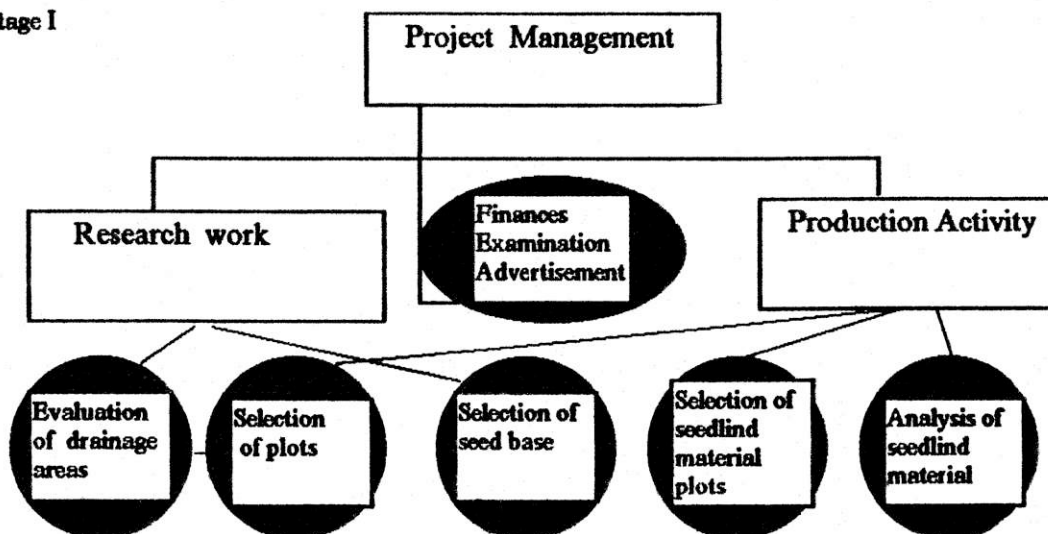 tage I
Project Management
Research work
Finances
Examination
Advertisement
Production Activity
Evaluation
of drainage
areas
Selection
of plots
Selection of
seed base
Selection of
seedlind
material
plots
Analysis of
seedlind
material